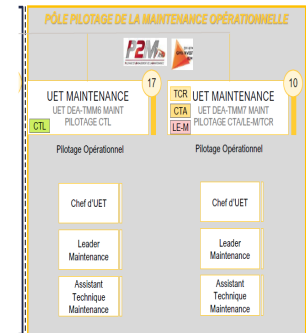 PÔLE PILOTAGE DE LA MAINTENANCE OPÉRATIONNELLE
P2M
17
UET MAINTENANCE
UET DEA-TMM6 MAINT
PILOTAGE CTL
CTL
10
TCR
CTA
LE-M
UET MAINTENANCE
UET DEA-TMM7 MAINT
PILOTAGE CTA/LE-M/TCR
Pilotage Opérationnel
Pilotage Opérationnel
Chef d'UET
Chef d'UET
Leader
Maintenance
Leader
Maintenance
Assistant
Technique
Maintenance
Assistant
Technique
Maintenance